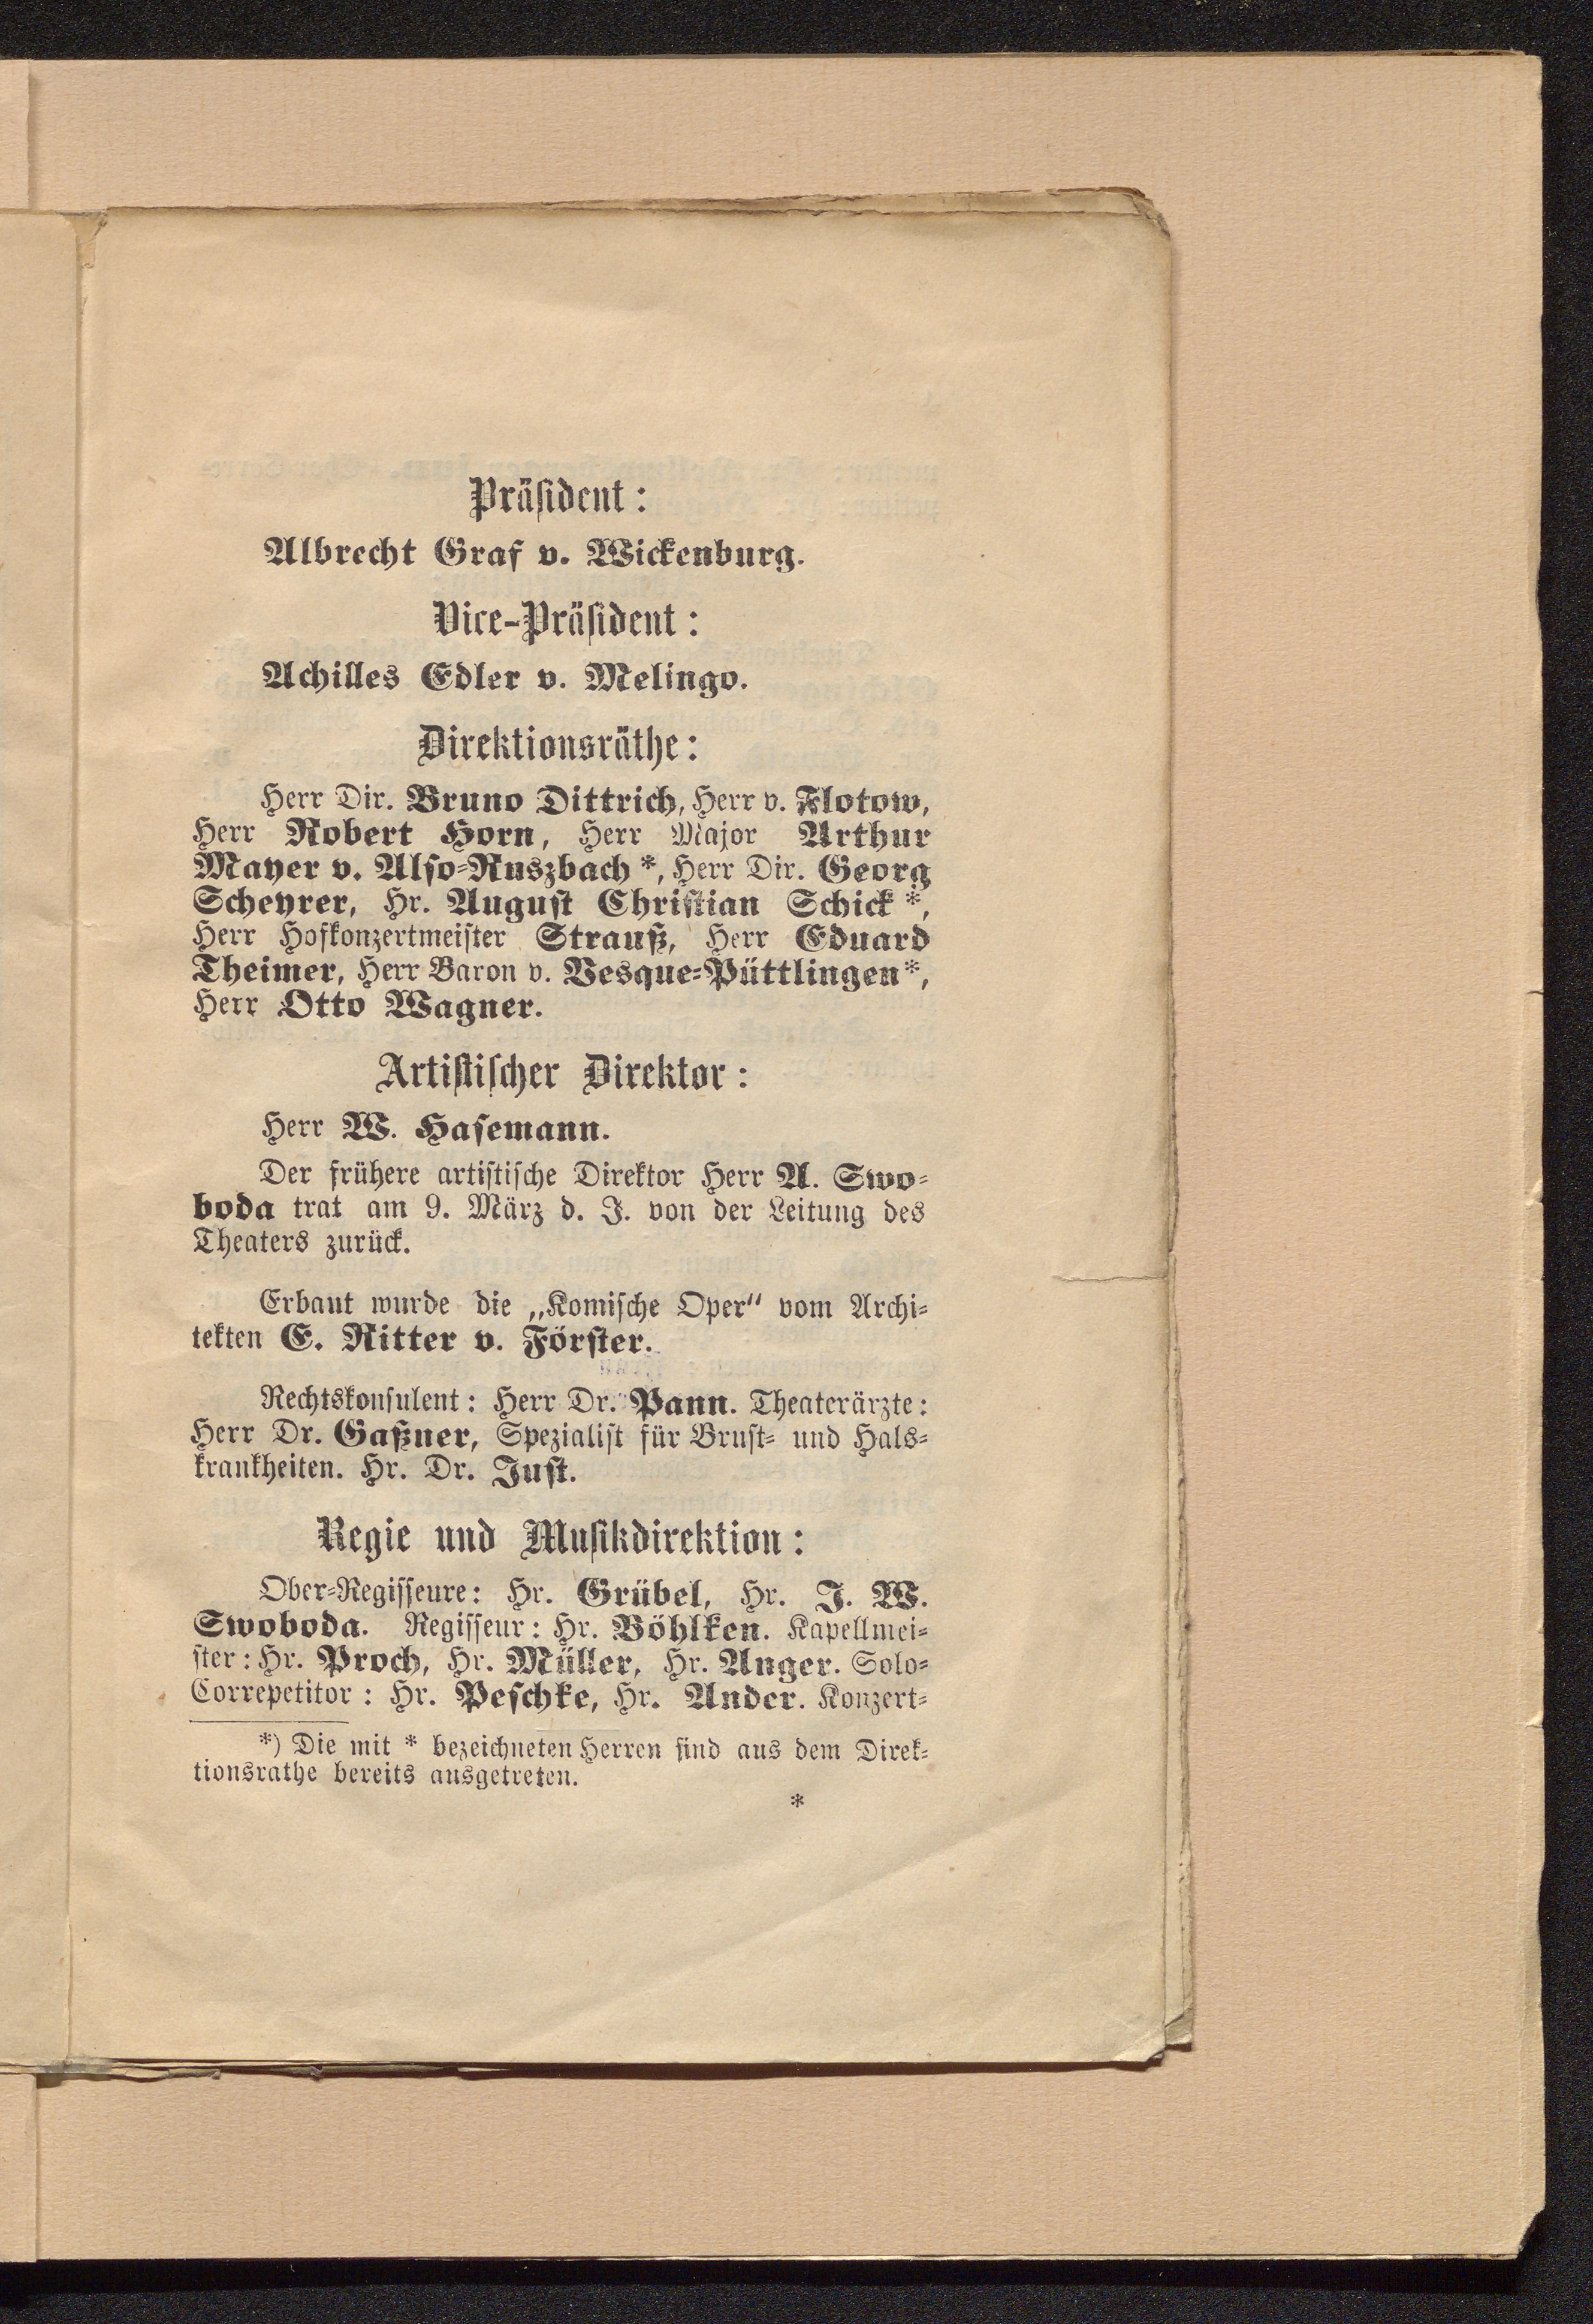 Präsident:
Albrecht Graf v. Wickenburg.
Vice-Präsident:
Achilles Edler v. Melingo.
Direktionsräthe:
Herr Dir. Bruno Dittrich, Herr v. Flotow,
Herr Robert Horn, Herr Major Arthur
Mayer v. Also-Ruszbach *, Herr Dir. Georg
Scheyrer, Hr. August Christian Schick *,
Herr Hofkonzertmeister Strauß, Herr Eduard
Theimer, Herr Baron v. Vesque-Püttlingen *,
Herr Otto Wagner.
Artistischer Direktor:
Herr W. Hasemann.
Der frühere artistische Direktor Herr A. Swo-
boda trat am 9. März d. J. von der Leitung des
Theaters zurück.
Erbaut wurde die „Komische Oper" vom Archi-
tekten E. Ritter v. Förster.
Rechtskonsulent: Herr Dr. Pann. Theaterärzte:
Herr Dr. Gaßner, Spezialist für Brust- und Hals-
krankheiten. Hr. Dr. Just.
Regie und Musikdirektion:
Ober-Regisseure: Hr. Grübel, Hr. J. W.
Swoboda. Regisseur: Hr. Böhlken. Kapellmei-
ster: Hr. Proch, Hr. Müller, Hr. Anger. Solo-
Correpetitor: Hr. Peschke, Hr. Ander. Konzert-
*) Die mit * bezeichneten Herren sind aus dem Direk-
tionsrathe bereits ausgetreten.
*